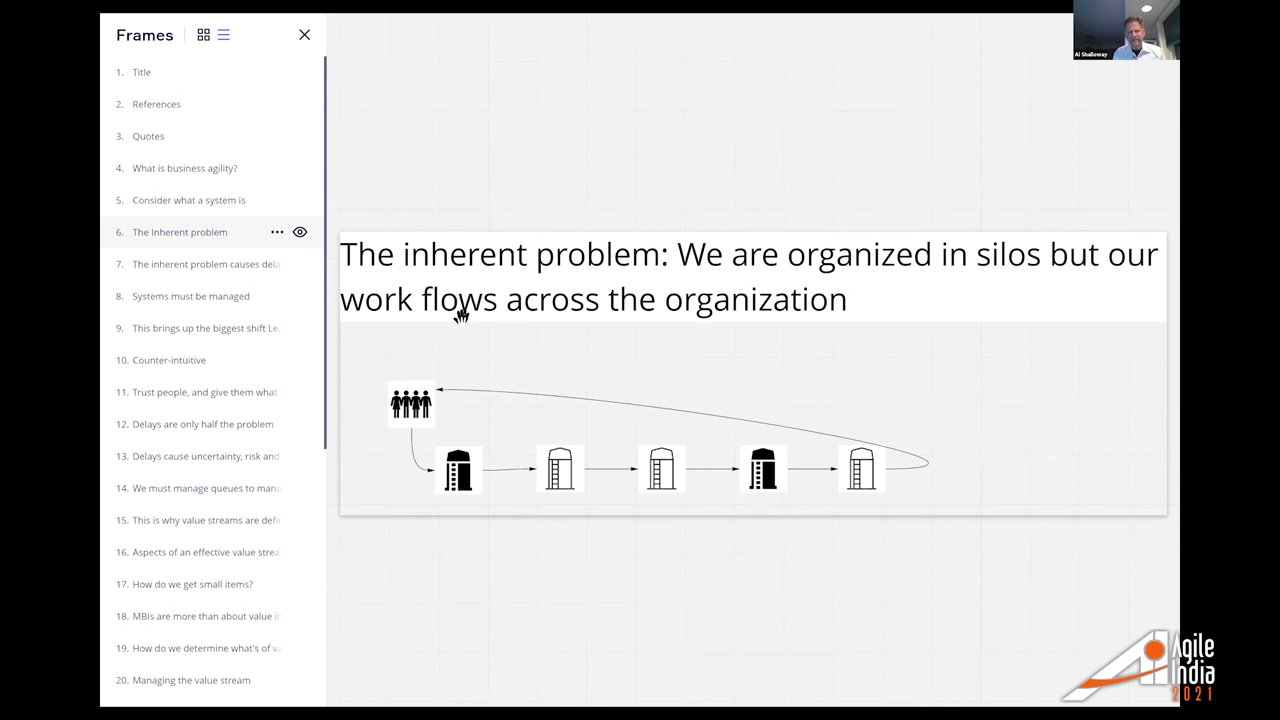 Frames
1. Title
2. References
3. Quotes
4. What is business agility?
5. Consider what a system is
6. The Inherent problem
7. The inherent problem causes dela
8. Systems must be managed
9. This brings up the biggest shift Le
10. Counter-intuitive
11. Trust people, and give them what
12. Delays are only half the problem
13. Delays cause uncertainty, risk and
14. We must manage queues to mana
15. This is why value streams are defi
16. Aspects of an effective value strea
17. How do we get small items?
18. MBIs are more than about value i
19. How do we determine what's of va
20. Managing the value stream
The inherent problem: We are organized in silos but our
work flows across the organization
Al Shalloway
Agile
India
2021